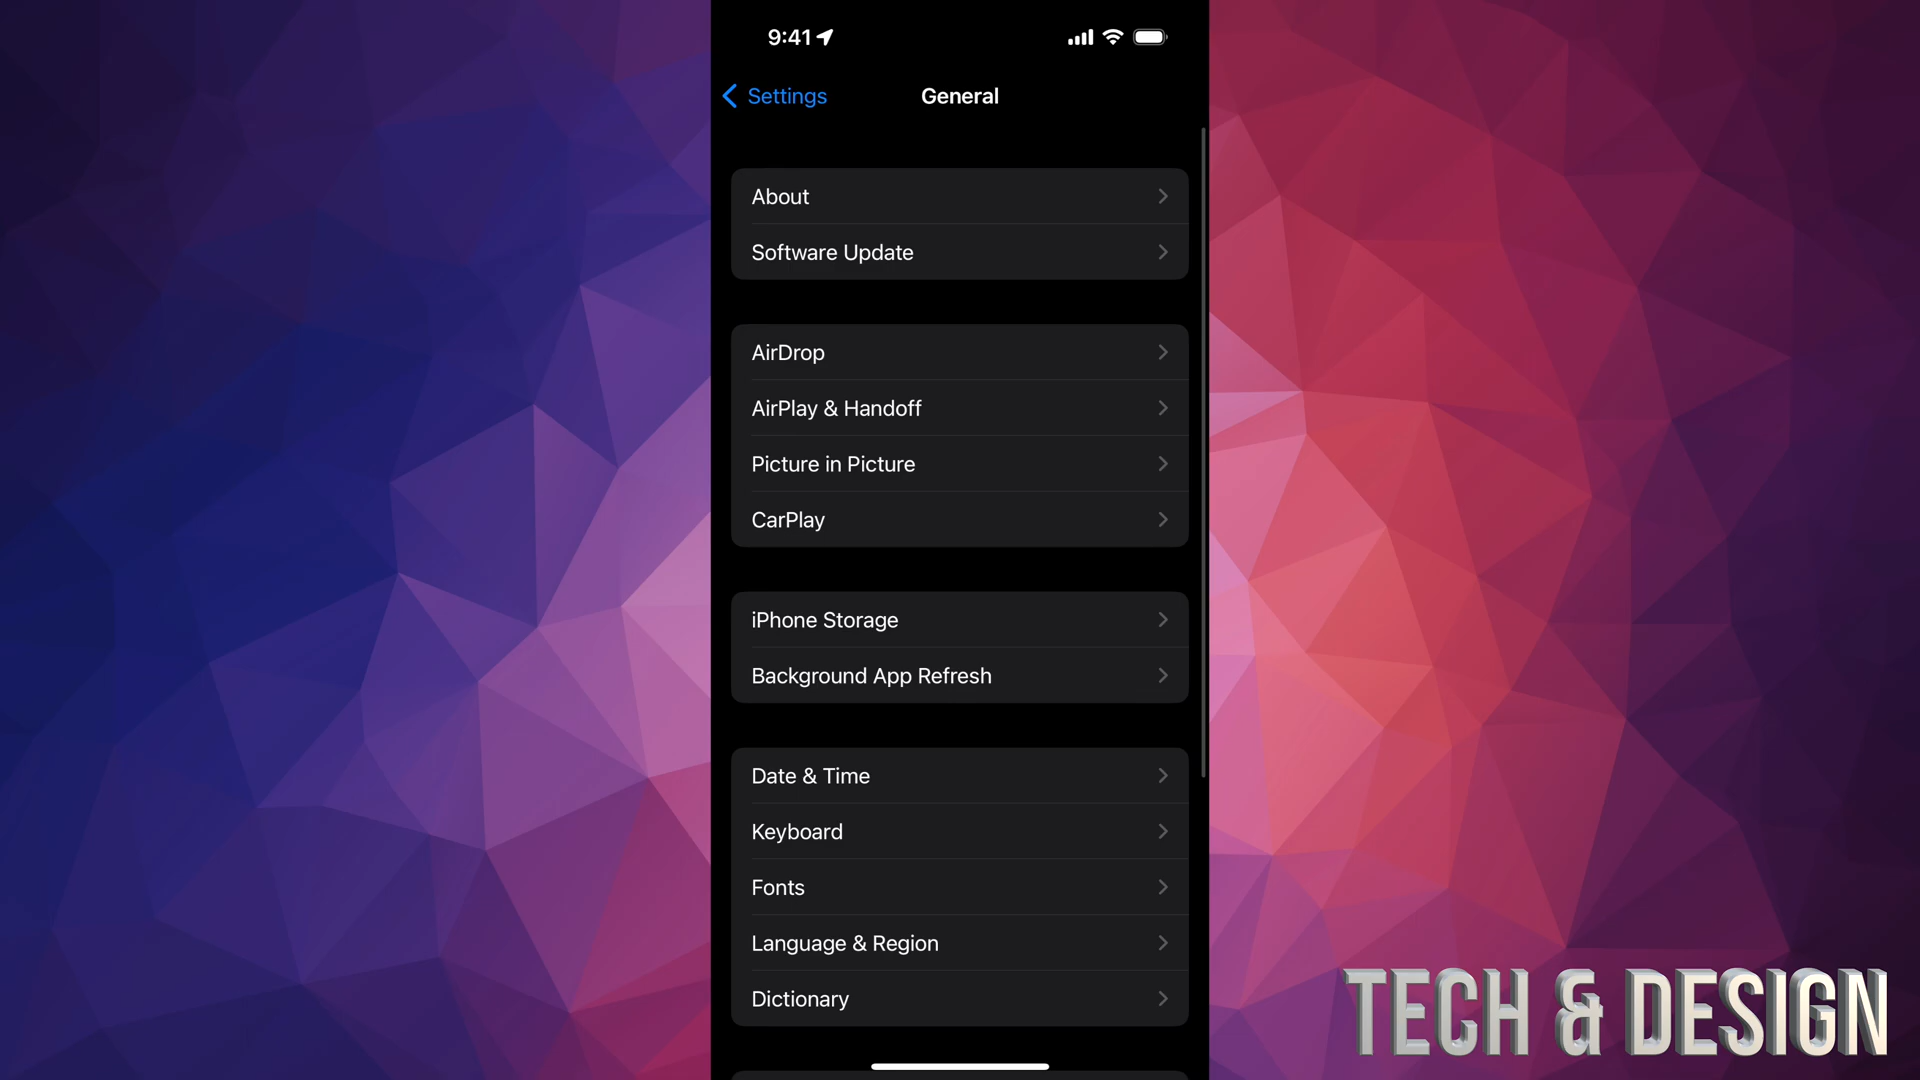 9:41
Settings
General
About
Software Update
AirDrop
AirPlay & Handoff
Picture in Picture
CarPlay
iPhone Storage
Background App Refresh
Date & Time
Keyboard
Fonts
Language & Region
Dictionary
TECH & DESIGN